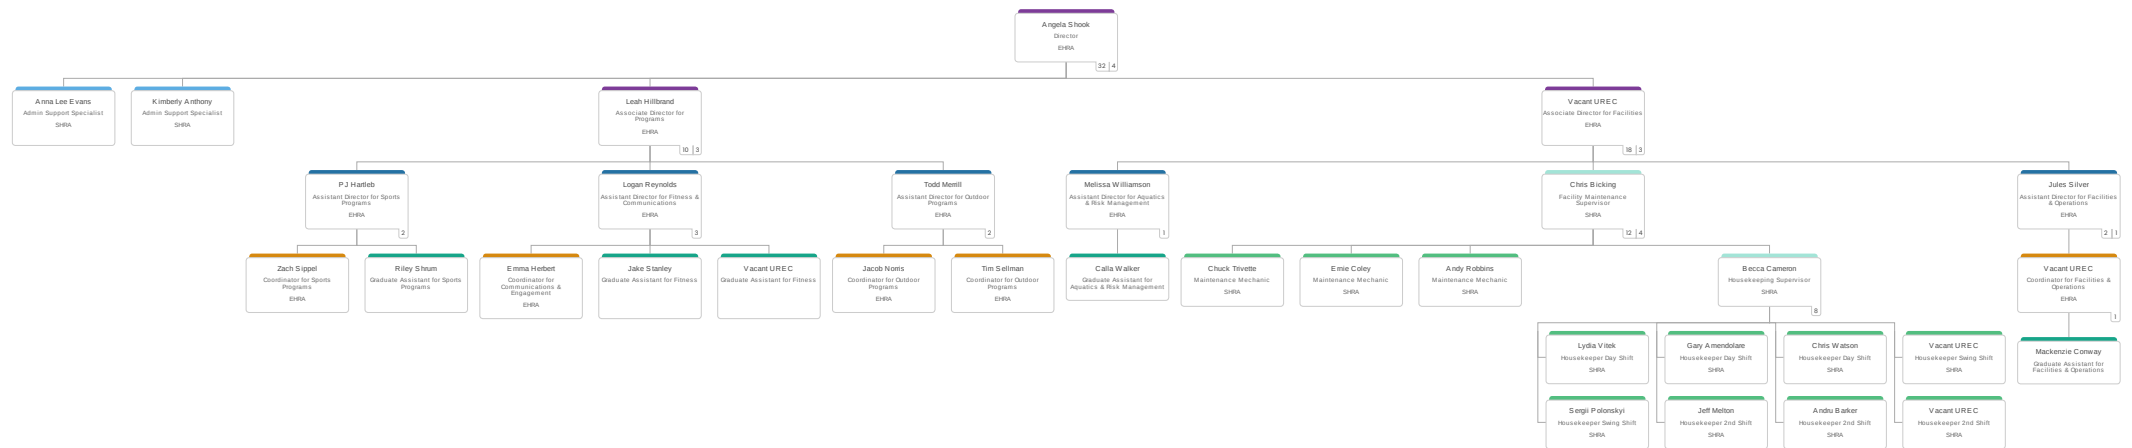 Angela Shook
Director
EHRA
32 4
Anna Lee Evans
Admin Support Specialist
SHRA
Kimberly Anthony
Admin Support Specialist
SHRA
Leah Hillbrand
Associate Director for
Programs
EHRA
10 3
Vacant UREC
Associate Director for Facilities
EHRA
18 3
PJ Hartleb
Assistant Director for Sports
Programs
EHRA
2
Logan Reynolds
Assistant Director for Fitness &
Communications
EHRA
3
Todd Merrill
Assistant Director for Outdoor
Programs
EHRA
2
Melissa Williamson
Assistant Director for Aquatics
& Risk Management
EHRA
1
Chris Bicking
Facility Maintenance
Supervisor
SHRA
12 4
Jules Silver
Assistant Director for Facilities
& Operations
EHRA
2 1
Zach Sippel
Coordinator for Sports
Programs
EHRA
Riley Shrum
Graduate Assistant for Sports
Programs
Emma Herbert
Coordinator for
Communications &
Engagement
EHRA
Jake Stanley
Graduate Assistant for Fitness
Vacant UREC
Graduate Assistant for Fitness
Jacob Norris
Coordinator for Outdoor
Programs
EHRA
Tim Sellman
Coordinator for Outdoor
Programs
EHRA
Calla Walker
Graduate Assistant for
Aquatics & Risk Management
Chuck Trivette
Maintenance Mechanic
SHRA
Ernie Coley
Maintenance Mechanic
SHRA
Andy Robbins
Maintenance Mechanic
SHRA
Becca Cameron
Housekeeping Supervisor
SHRA
8
Vacant UREC
Coordinator for Facilities &
Operations
EHRA
1
Lydia Vitek
Housekeeper Day Shift
SHRA
Gary Amendolare
Housekeeper Day Shift
SHRA
Chris Watson
Housekeeper Day Shift
SHRA
Vacant UREC
Housekeeper Swing Shift
SHRA
Mackenzie Conway
Graduate Assistant for
Facilities & Operations
Sergii Polonskyi
Housekeeper Swing Shift
SHRA
Jeff Melton
Housekeeper 2nd Shift
SHRA
Andru Barker
Housekeeper 2nd Shift
SHRA
Vacant UREC
Housekeeper 2nd Shift
SHRA